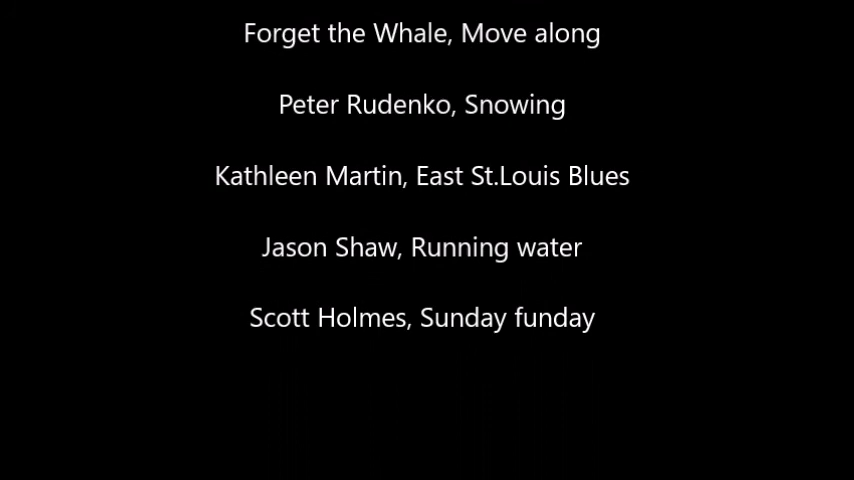 Forget the Whale, Move along
Peter Rudenko, Snowing
Kathleen Martin, East St.Louis Blues
Jason Shaw, Running water
Scott Holmes, Sunday funday